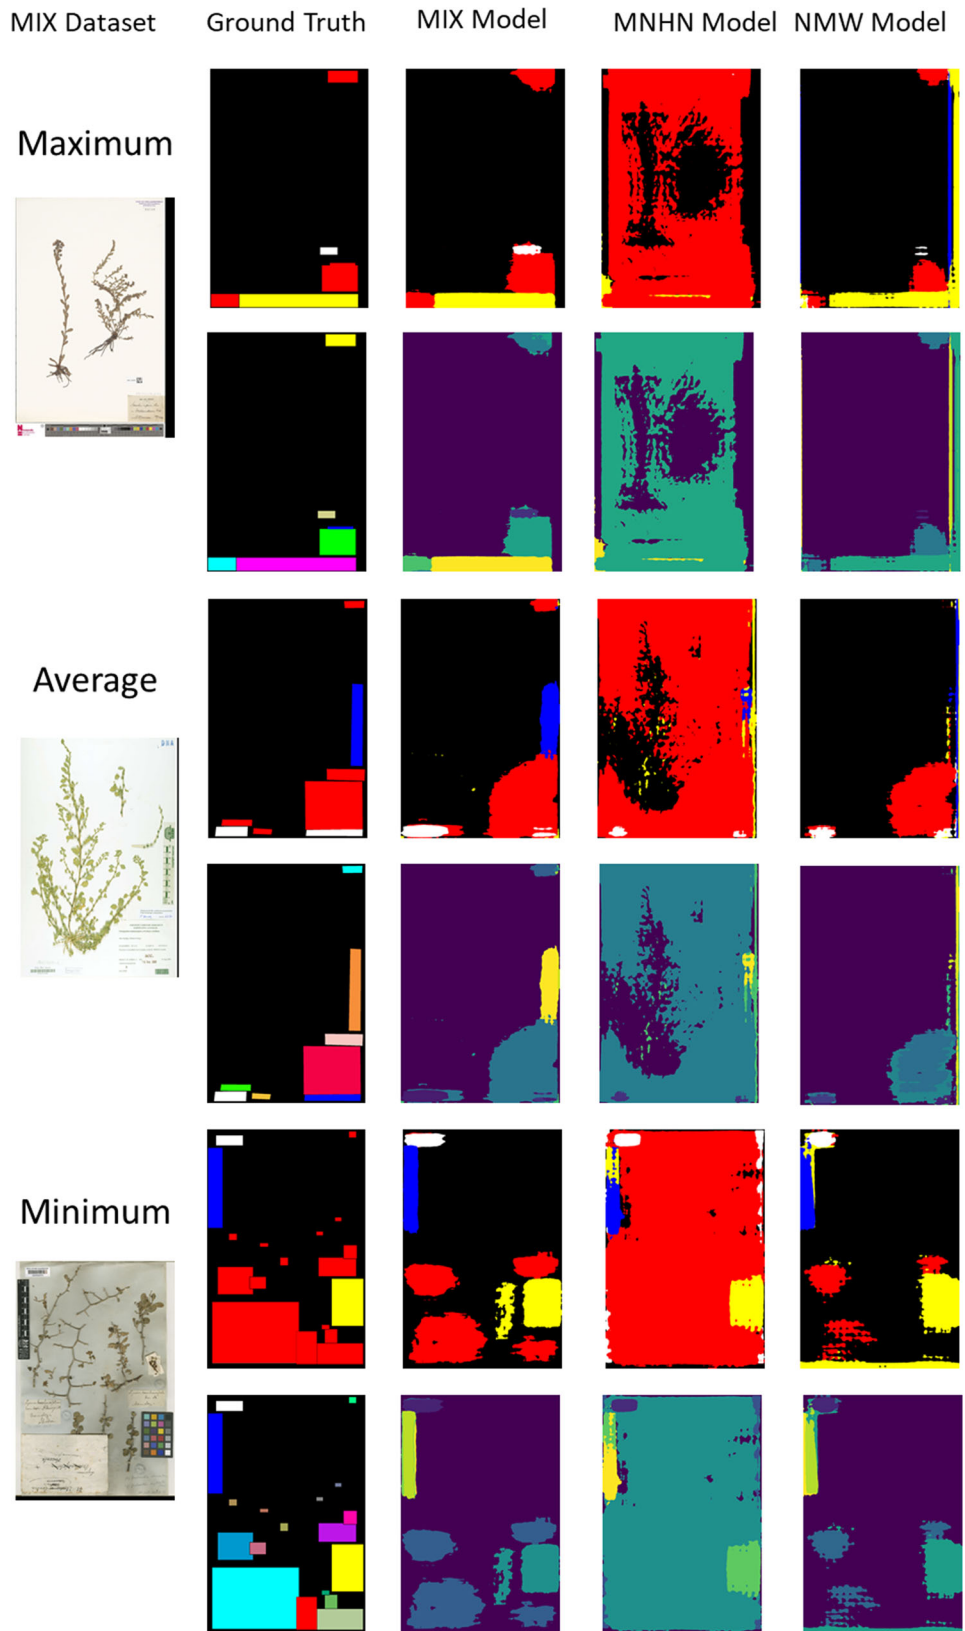 MIX Dataset
Ground Truth
MIX Model
MNHN Model
NMW Model
Maximum
Average
Minimum